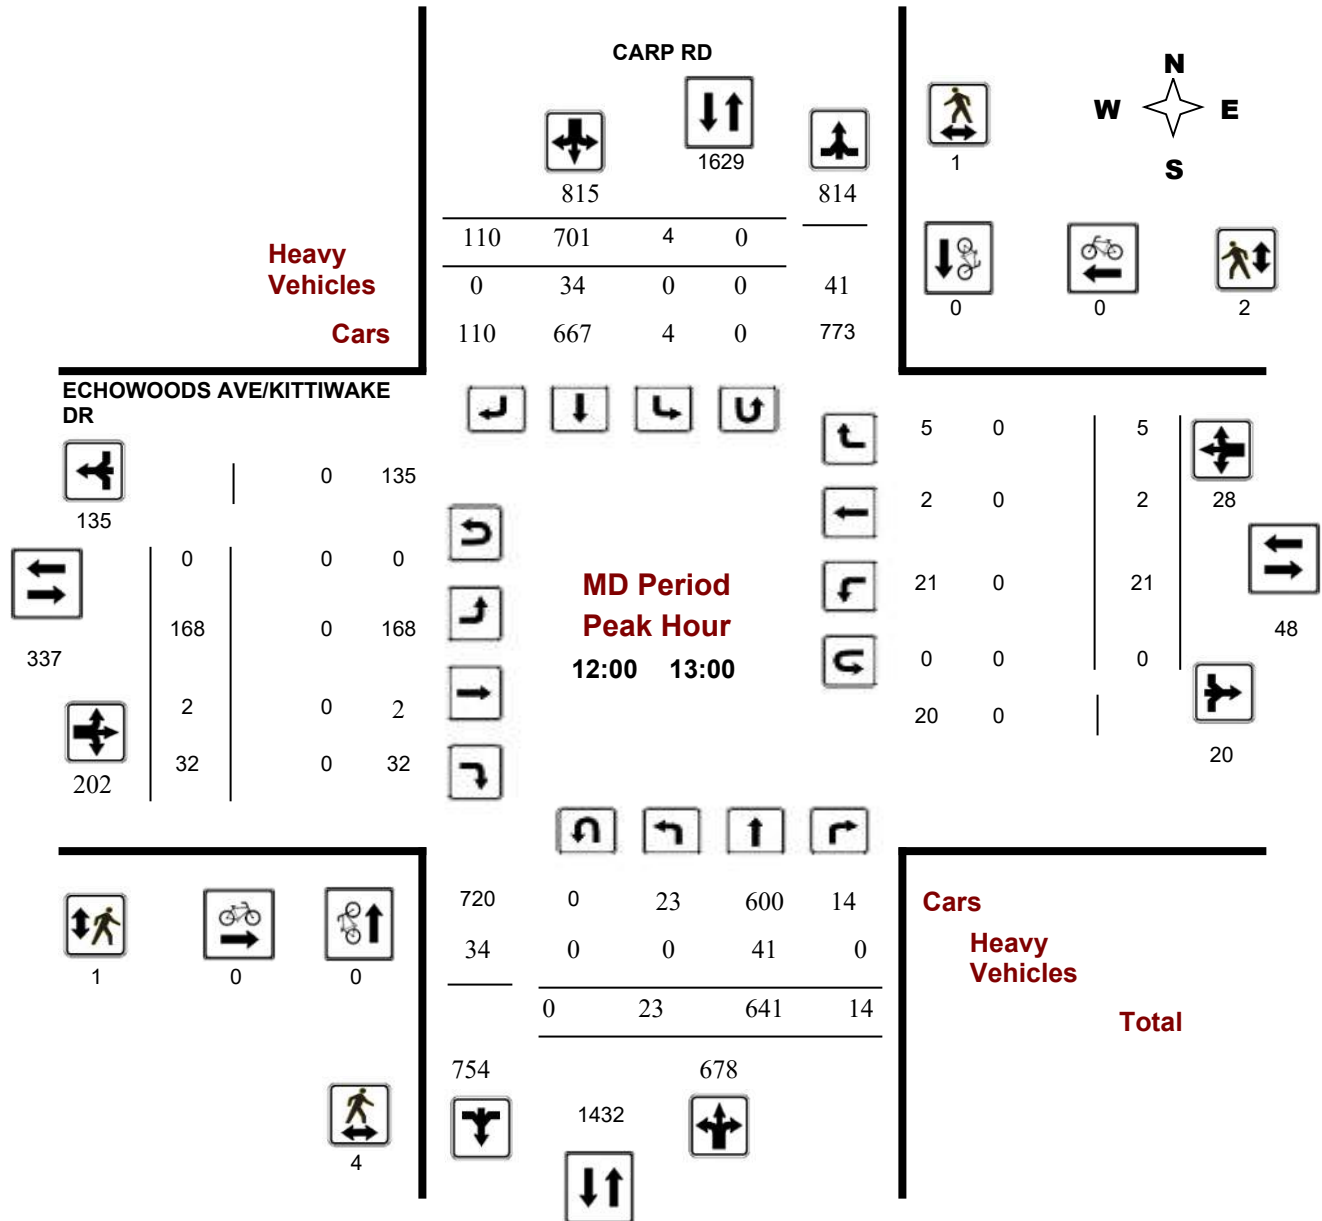 CARP RD
N
W E
S
1629
1
815 814
110 701 4 0
Heavy
Vehicles
0 34 0 0 41
0 0 2
Cars
110 667 4 0 773
ECHOWOODS AVE/KITTIWAKE
DR
5 0 5
0 135
2 0 2 28
135
0 0 0
MD Period
21 0 21
168 0 168
Peak Hour
48
337
12:00 13:00
0 0 0
2 0 2
20 0
20
32 0 32
202
720 0 23 600 14
Cars
34 0 0 41 0
Heavy
Vehicles
1 0 0
0 23 641 14
Total
754 678
1432
4